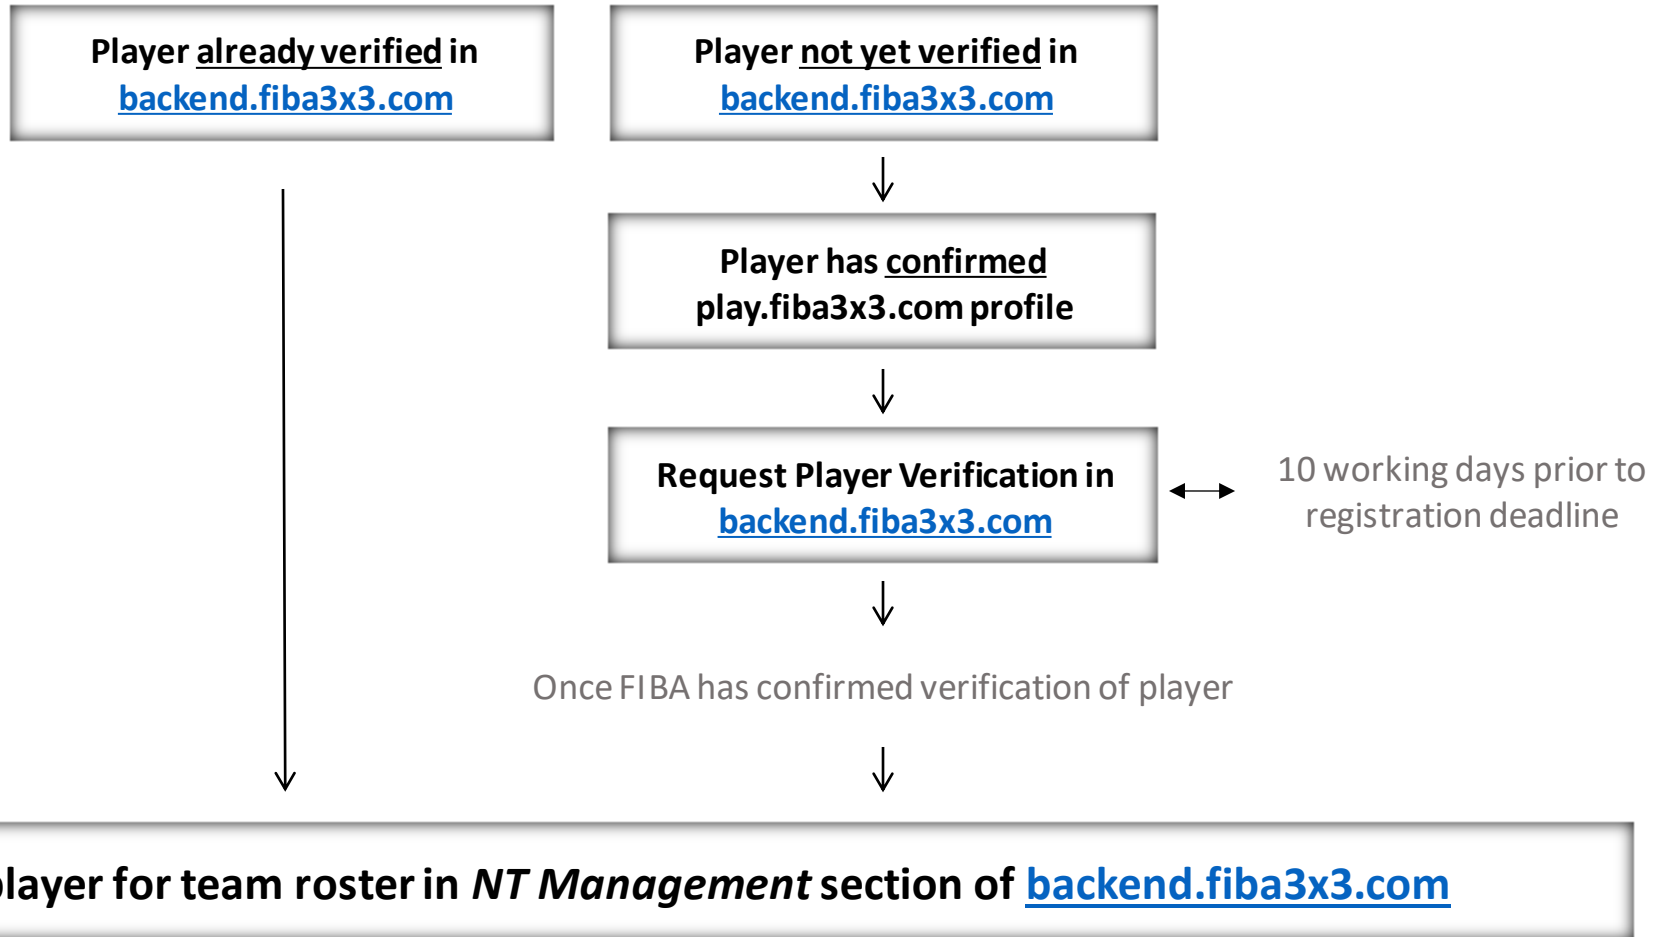 Player already verified in
backend.fiba3x3.com
Player not yet verified in
backend.fiba3x3.com
Player has confirmed
play.fiba3x3.com profile
Request Player Verification in
backend.fiba3x3.com
10 working days prior to
registration deadline
Once FIBA has confirmed verification of player
player for team roster in NT Management section of backend.fiba3x3.com